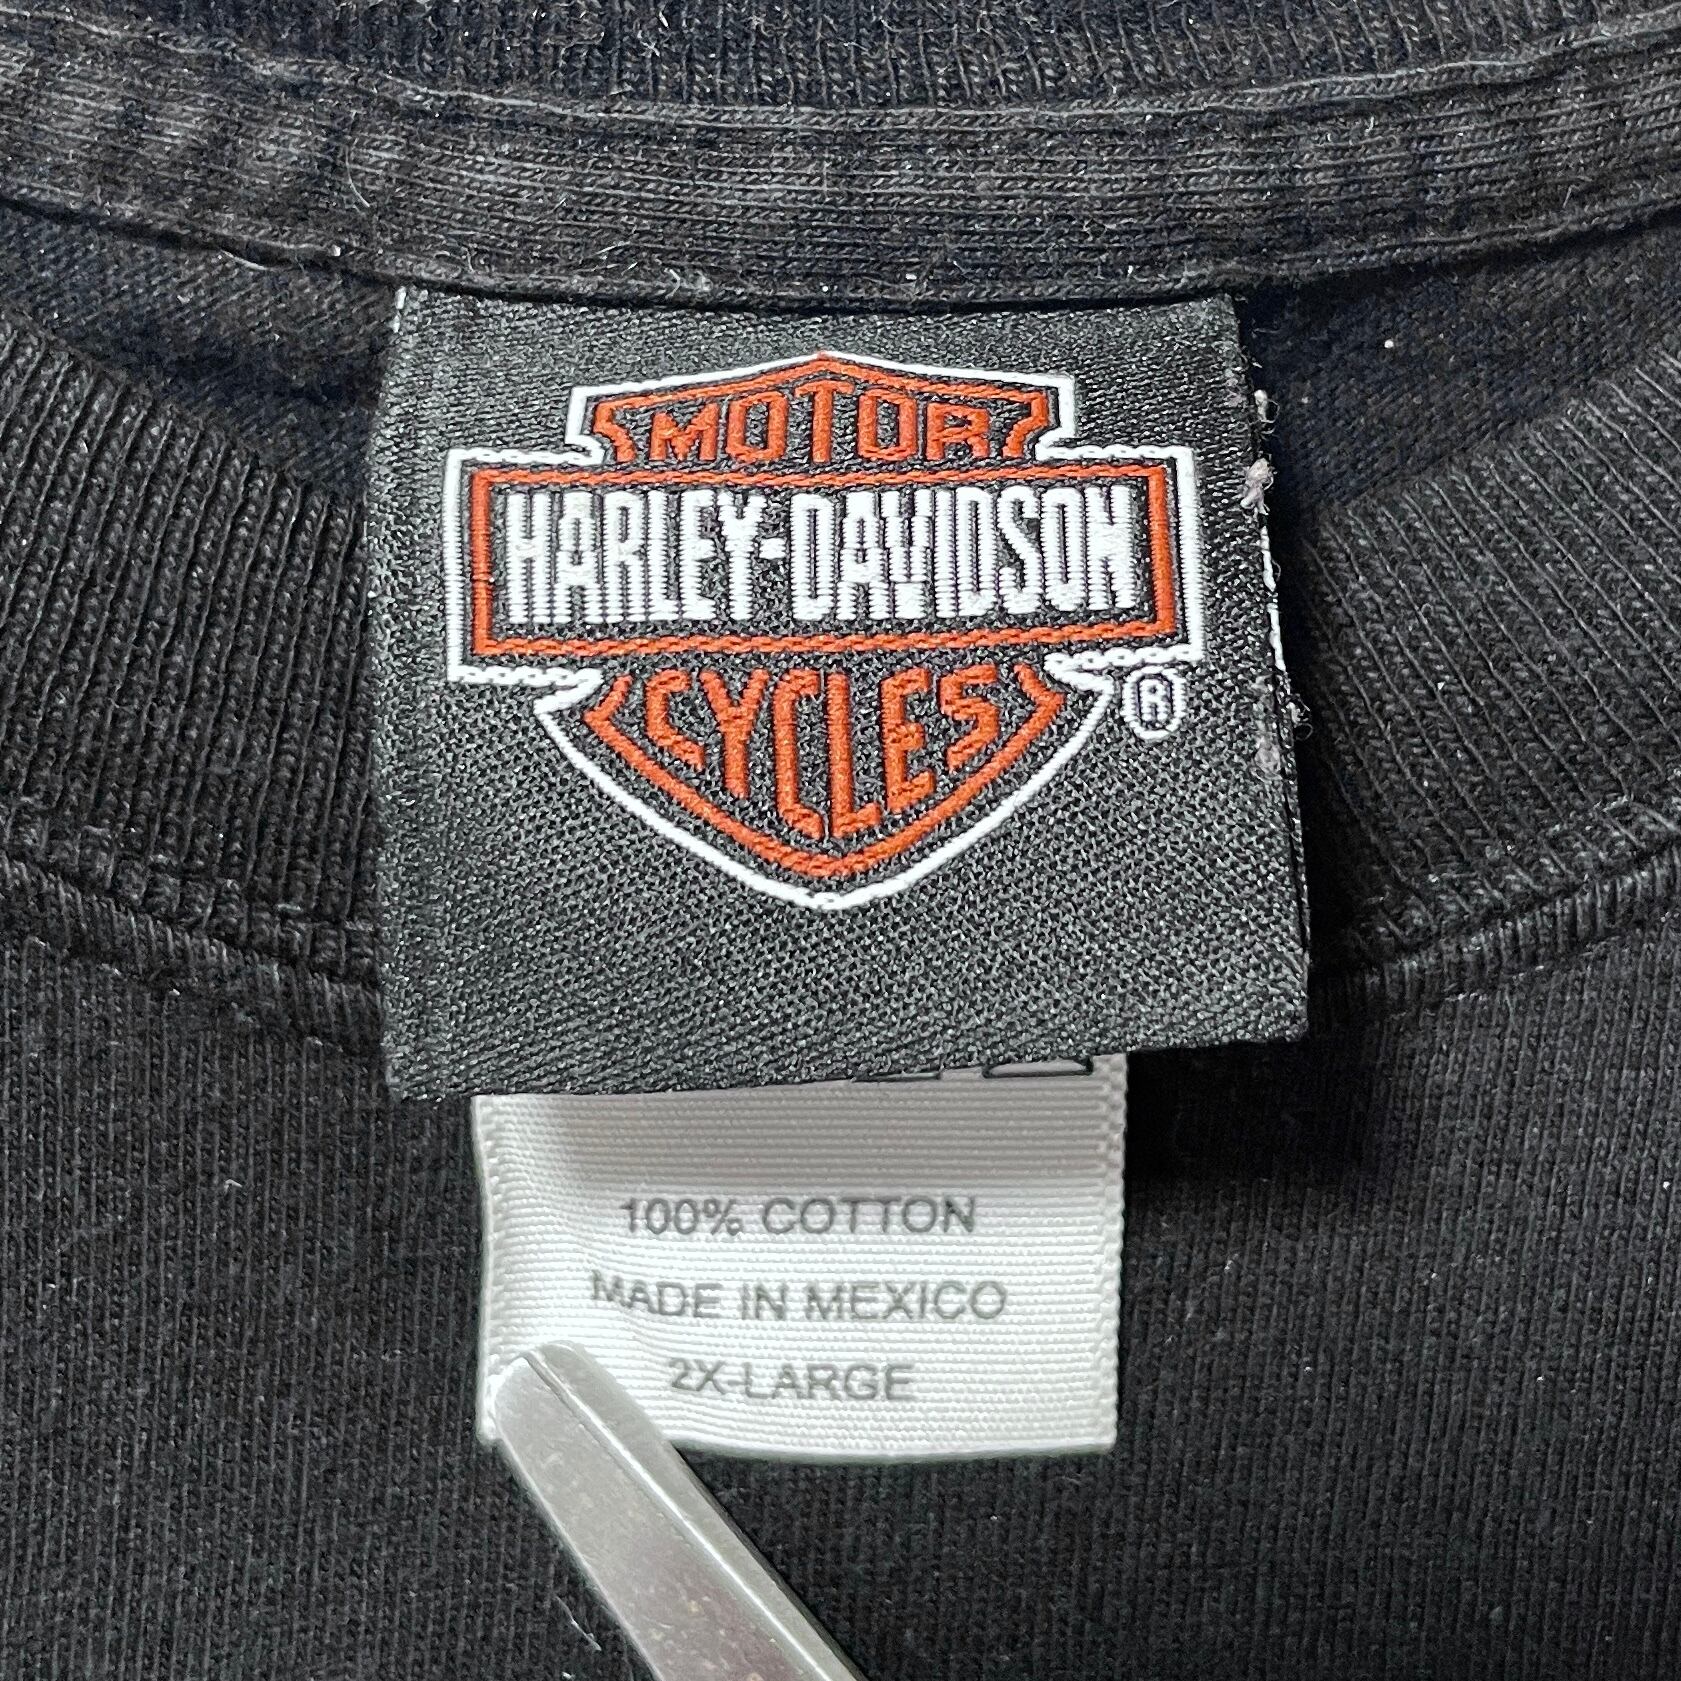 MOTOR
HARLEY-DAVIDSON
CYCLES
®
100% COTTON
MADE IN MEXICO
2X-LARGE